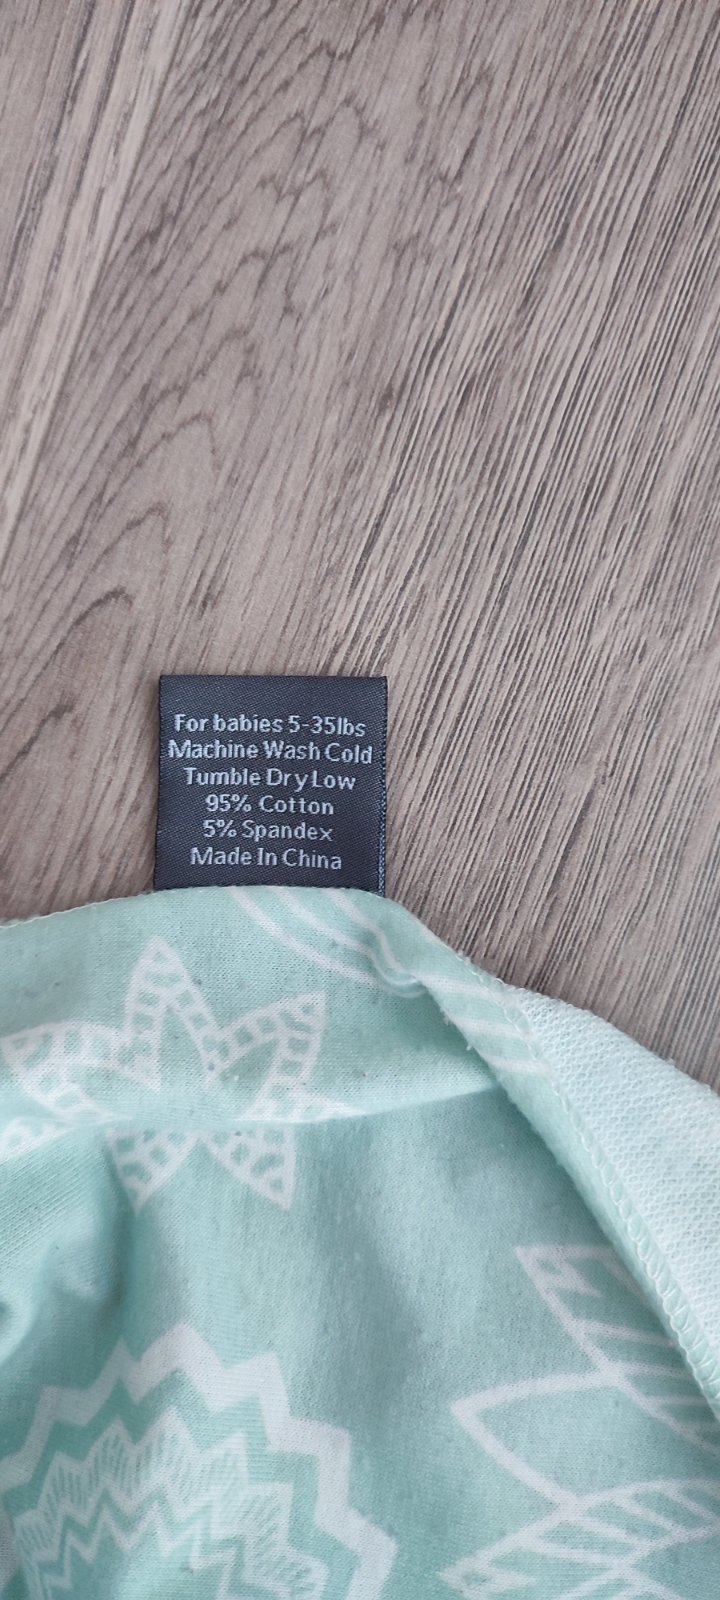 For babies 5-35lbs
Machine Wash Cold
Tumble Dry Low
95% Cotton
5% Spandex
Made In China